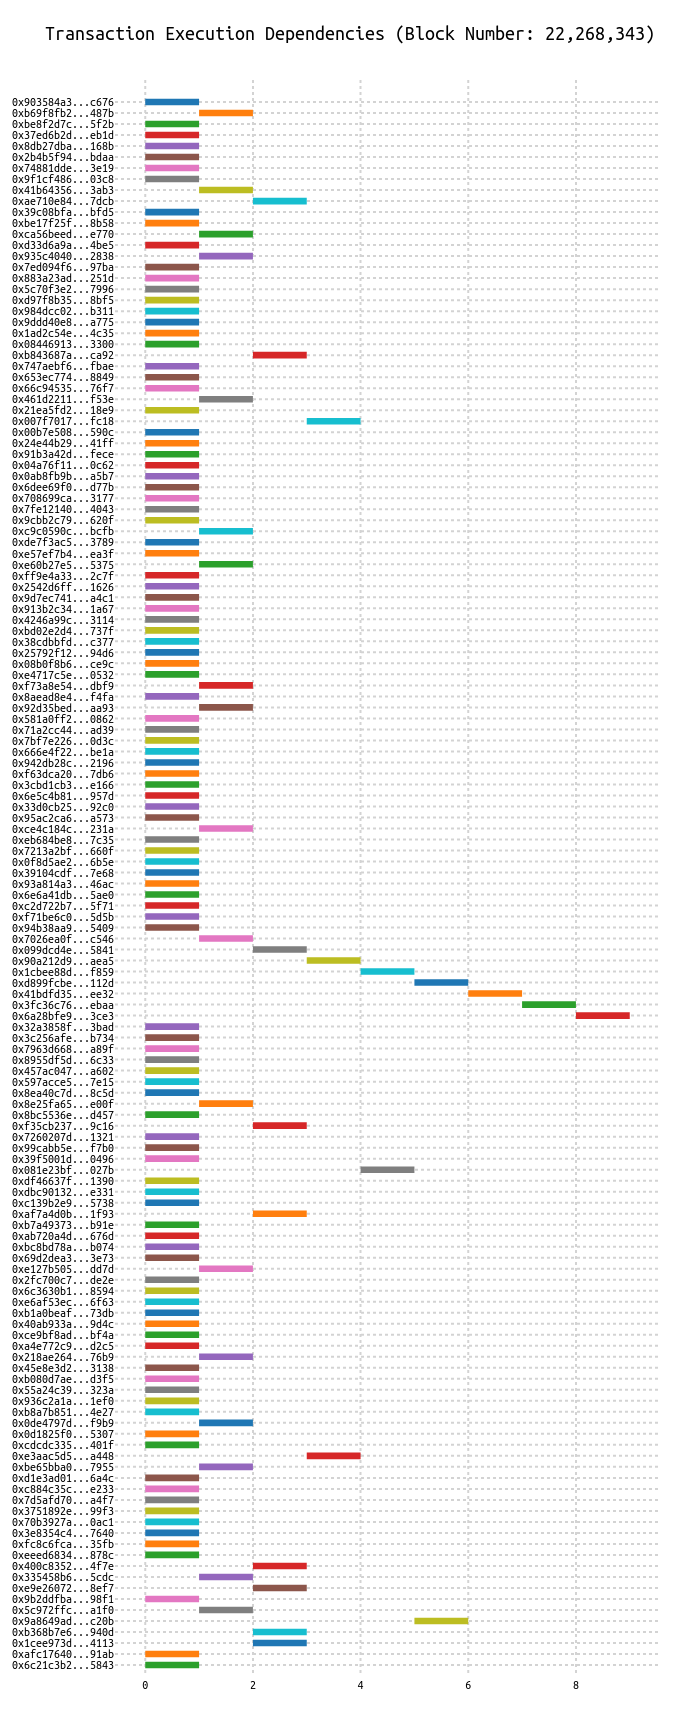 Transaction Execution Dependencies (Block Number: 22,268,343)
0x903584a3...c676
0xb69f8fb2...487b
0xbe8f2d7c...5f2b
0x37ed6b2d...eb1d
0x8db27dba...168b
0x2b4b5f94...bdaa
0x74881dde...3e19
0x9f1cf486...03c8
0x41b64356...3ab3
0xae710e84...7dcb
0x39c08bfa...bfd5
0xbe17f25f...8b58
0xca56beed...e770
0xd33d6a9a...4be5
0x935c4040...2838
0x7ed094f6...97ba
0x883a23ad...251d
0x5c70f3e2...7996
0xd97f8b35...8bf5
0x984dcc02...b311
0x9ddd40e8...a775
0x1ad2c54e...4c35
0x08446913...3300
0xb843687a...ca92
0x747aebf6...fbae
0x653ec774...8849
0x66c94535...76f7
0x461d2211...f53e
0x21ea5fd2...18e9
0x007f7017...fc18
0x00b7e508...590c
0x24e44b29...41ff
0x91b3a42d...fece
0x04a76f11...0c62
0x0ab8fb9b...a5b7
0x6dee69f0...d77b
0x708699ca...3177
0x7fe12140...4043
0x9cbb2c79...620f
0xc9c0590c...bcfb
0xde7f3ac5...3789
0xe57ef7b4...ea3f
0xe60b27e5...5375
0xff9e4a33...2c7f
0x2542d6ff...1626
0x9d7ec741...a4c1
0x913b2c34...1a67
0x4246a99c...3114
0xbd02e2d4...737f
0x38cdbbfd...c377
0x25792f12...94d6
0x08b0f8b6...ce9c
0xe4717c5e...0532
0xf73a8e54...dbf9
0x8aead8e4...f4fa
0x92d35bed...aa93
0x581a0ff2...0862
0x71a2cc44...ad39
0x7bf7e226...0d3c
0x666e4f22...be1a
0x942db28c...2196
0xf63dca20...7db6
0x3cbd1cb3...e166
0x6e5c4b81...957d
0x33d0cb25...92c0
0x95ac2ca6...a573
0xce4c184c...231a
0xeb684be8...7c35
0x7213a2bf...660f
0x0f8d5ae2...6b5e
0x39104cdf...7e68
0x93a814a3...46ac
0x6e6a41db...5ae0
0xc2d722b7...5f71
0xf71be6c0...5d5b
0x94b38aa9...5409
0x7026ea0f...c546
0x099dcd4e...5841
0x90a212d9...aea5
0x1cbee88d...f859
0xd899fcbe...112d
0x41bdfd35...ee32
0x3fc36c76...ebaa
0x6a28bfe9...3ce3
0x32a3858f...3bad
0x3c256afe...b734
0x7963d668...a89f
0x8955df5d...6c33
0x457ac047...a602
0x597acce5...7e15
0x8ea40c7d...8c5d
0x8e25fa65...e00f
0x8bc5536e...d457
0xf35cb237...9c16
0x7260207d...1321
0x99cabb5e...f7b0
0x39f5001d...0496
0x081e23bf...027b
0xdf46637f...1390
0xdbc90132...e331
0xc139b2e9...5738
0xaf7a4d0b...1f93
0xb7a49373...b91e
0xab720a4d...676d
0xbc8bd78a...b074
0x69d2dea3...3e73
0xe127b505...dd7d
0x2fc700c7...de2e
0x6c3630b1...8594
0xe6af53ec...6f63
0xb1a0beaf...73db
0x40ab933a...9d4c
0xce9bf8ad...bf4a
0xa4e772c9...d2c5
0x218ae264...76b9
0x45e8e3d2...3138
0xb080d7ae...d3f5
0x55a24c39...323a
0x936c2a1a...1ef0
0xb8a7b851...4e27
0x0de4797d...f9b9
0x0d1825f0...5307
0xcdcdc335...401f
0xe3aac5d5...a448
0xbe65bba0...7955
0xd1e3ad01...6a4c
0xc884c35c...e233
0x7d5afd70...a4f7
0x3751892e...99f3
0x70b3927a...0ac1
0x3e8354c4...7640
0xfc8c6fca...35fb
0xeeed6834...878c
0x400c8352...4f7e
0x335458b6...5cdc
0xe9e26072...8ef7
0x9b2ddfba...98f1
0x5c972ffc...a1f0
0x9a8649ad...c20b
0xb368b7e6...940d
0x1cee973d...4113
0xafc17640...91ab
0x6c21c3b2...5843
0 2 4 6 8